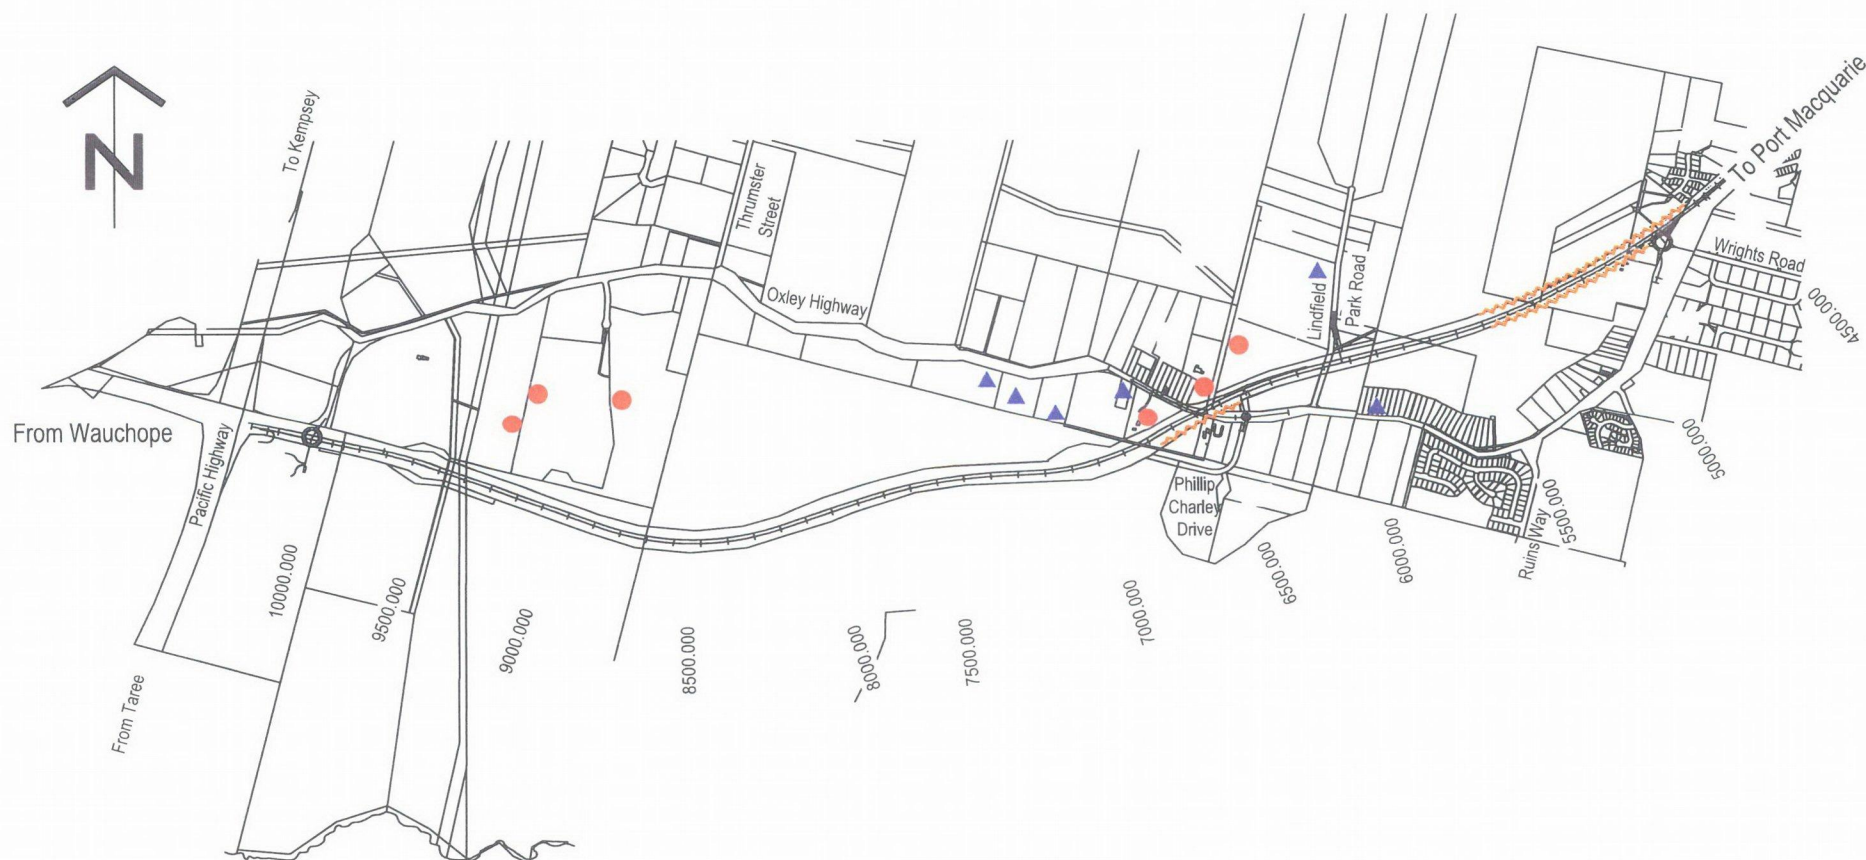 N
To Kempsey
Thrumster
Street
Oxley Highway
Lindfield
Park Road
To Port Macquarie
Wrights Road
4500.000
From Wauchope
Pacific Highway
Phillip
Charley
Drive
Ruins Way
5000.000
5500.000
6000.000
6500.000
7000.000
7500.000
8000.000
8500.000
9000.000
9500.000
10000.000
From Taree